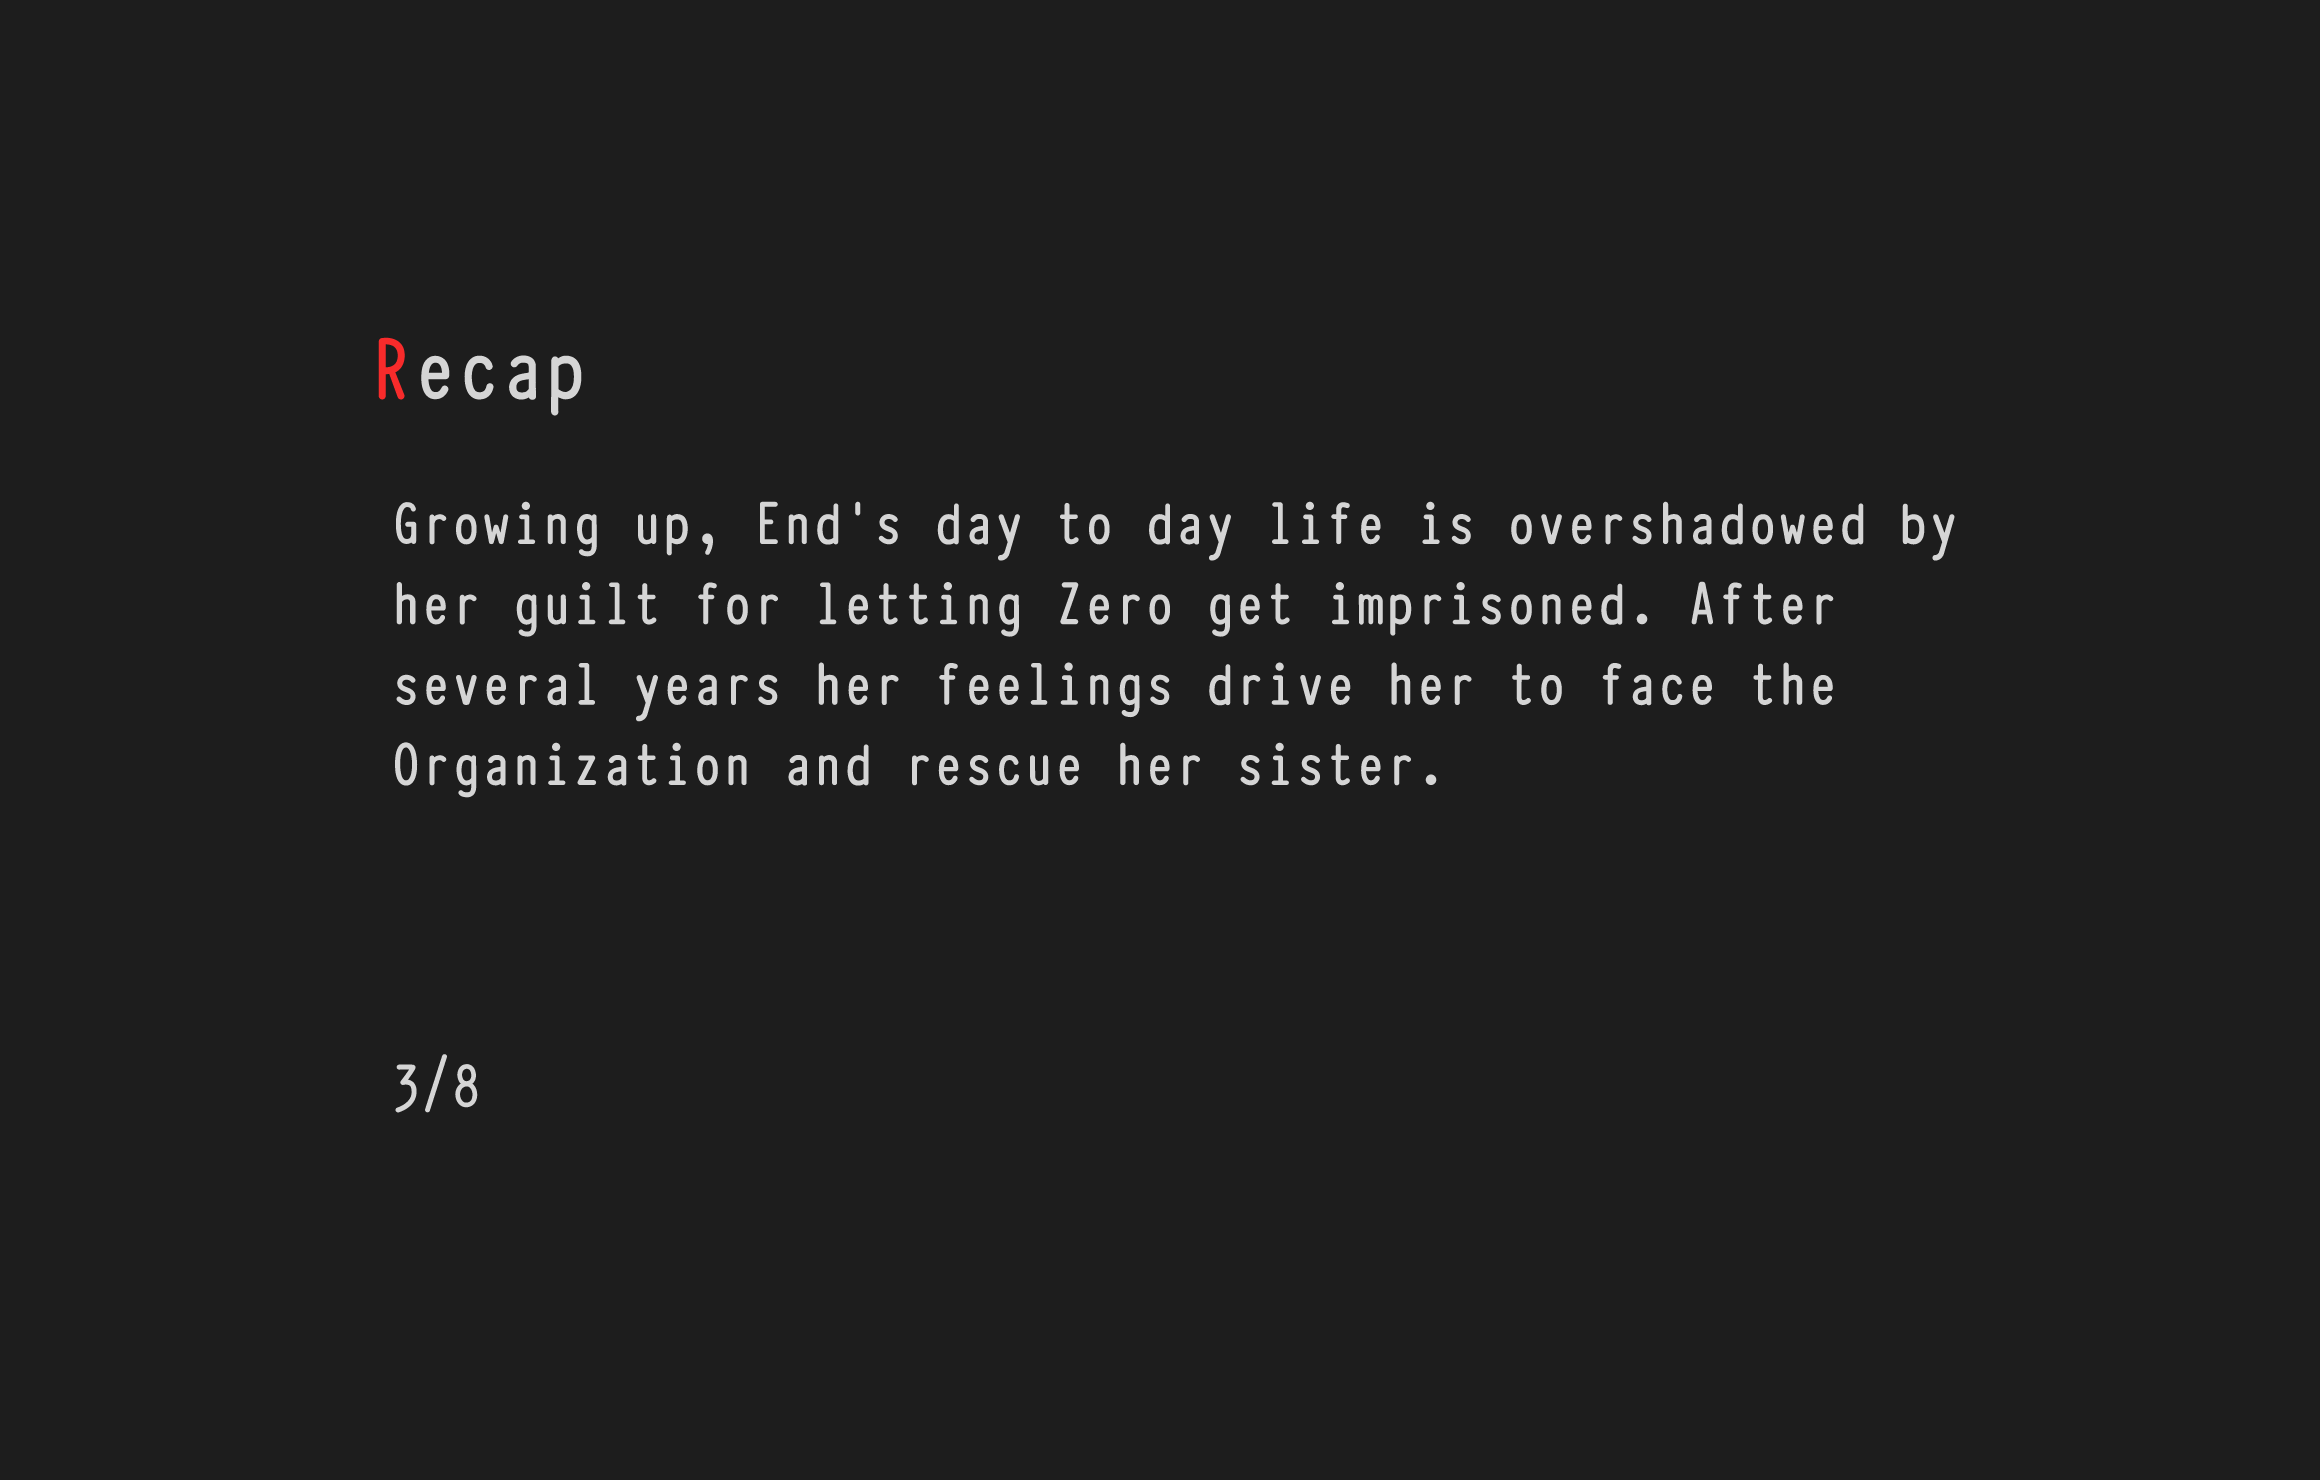 Recap
Growing up, End's day to day life is overshadowed by
her guilt for letting Zero get imprisoned. After
several years her feelings drive her to face the
Organization and rescue her sister.
3/8